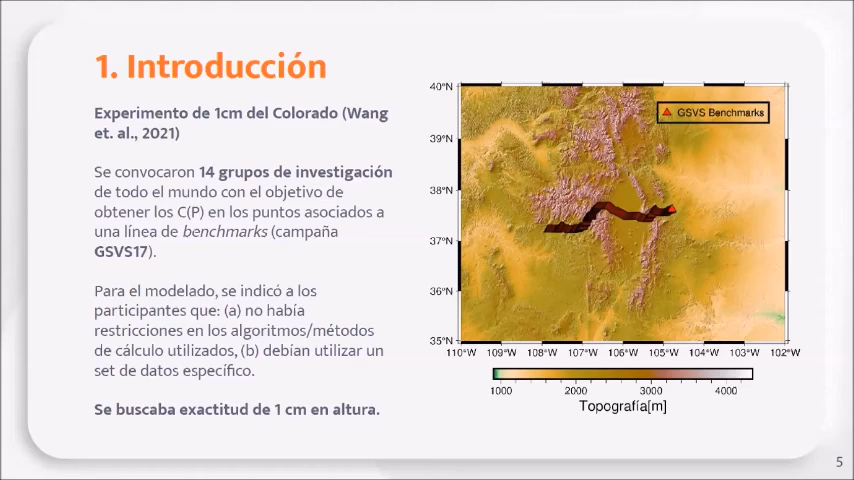 1. Introducción
Experimento de 1cm del Colorado (Wang
et. al., 2021)
Se convocaron 14 grupos de investigación
de todo el mundo con el objetivo de
obtener los C(P) en los puntos asociados a
una línea de benchmarks (campaña
GSVS17).
Para el modelado, se indicó a los
participantes que: (a) no había
restricciones en los algoritmos/métodos
de cálculo utilizados, (b) debían utilizar un
set de datos específico.
Se buscaba exactitud de 1 cm en altura.
40°N
39°N
38°N
37°N
36°N
35°N
GSVS Benchmarks
110°W 109°W 108°W 107°W 106°W 105°W 104°W 103°W 102°W
1000 2000 3000 4000
Topografía[m]
5